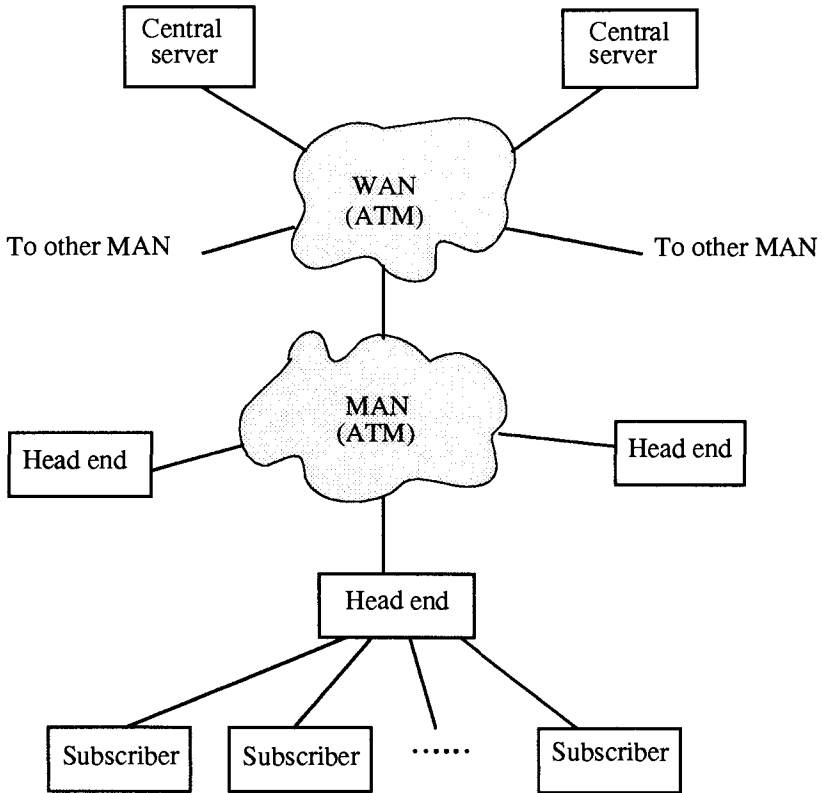 Central
server
Central
server
WAN
(ATM)
To other MAN
To other MAN
MAN
(ATM)
Head end
Head end
Head end
Subscriber
Subscriber
......
Subscriber